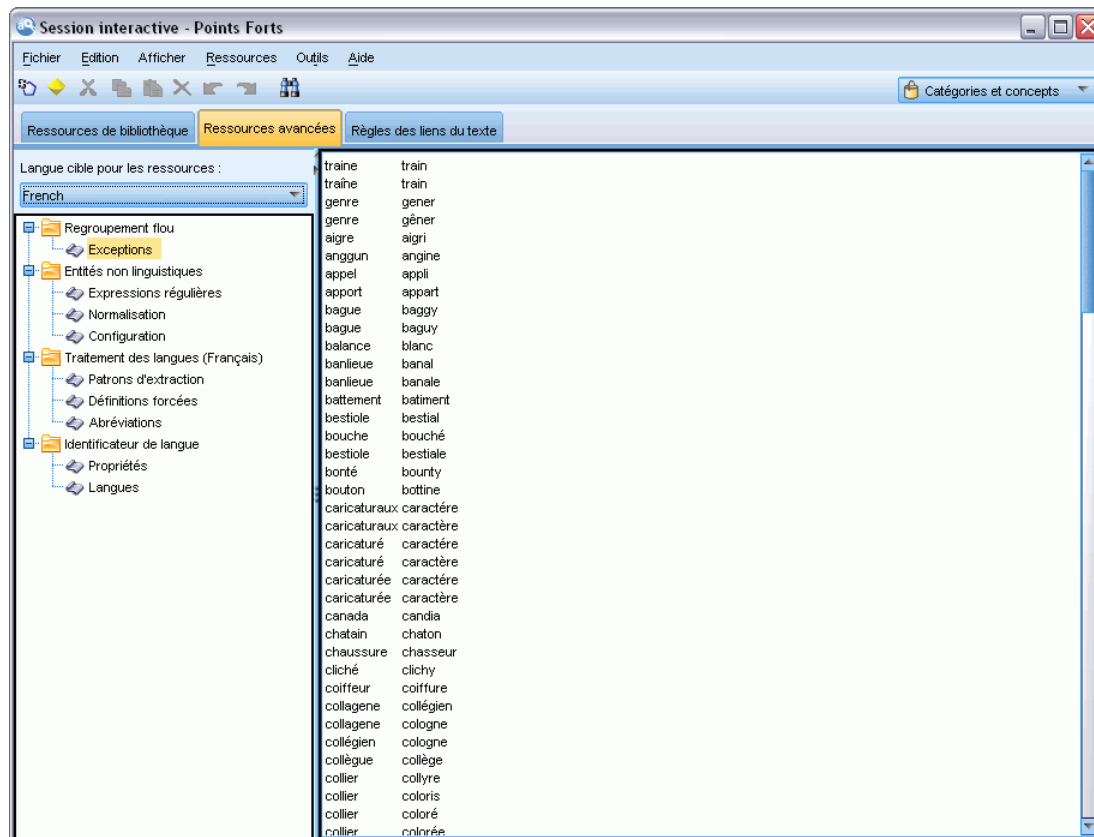 Session interactive - Points Forts
Fichier Edition Afficher Ressources Outils Aide
Catégories et concepts
Ressources de bibliothèque Ressources avancées Règles des liens du texte
Langue cible pour les ressources :
French
Regroupement flou
Exceptions
Entités non linguistiques
Expressions régulières
Normalisation
Configuration
Traitement des langues (Français)
Patrons d'extraction
Définitions forcées
Abréviations
Identificateur de langue
Propriétés
Langues
traine train
traîne train
genre gener
genre gêner
aigre aigri
anggun angine
appel appli
apport appart
bague baggy
bague baguy
balance blanc
banlieue banal
banlieue banale
battement batiment
bestiole bestial
bouche bouché
bestiole bestiale
bonté bounty
bouton bottine
caricaturaux caractére
caricaturaux caractère
caricaturé caractére
caricaturé caractère
caricaturée caractére
caricaturée caractère
canada candia
chatain chaton
chaussure chasseur
cliché clichy
coiffeur coiffure
collagene collégien
collagene cologne
collégien cologne
collègue collège
collier collyre
collier coloris
collier coloré
collier colorée